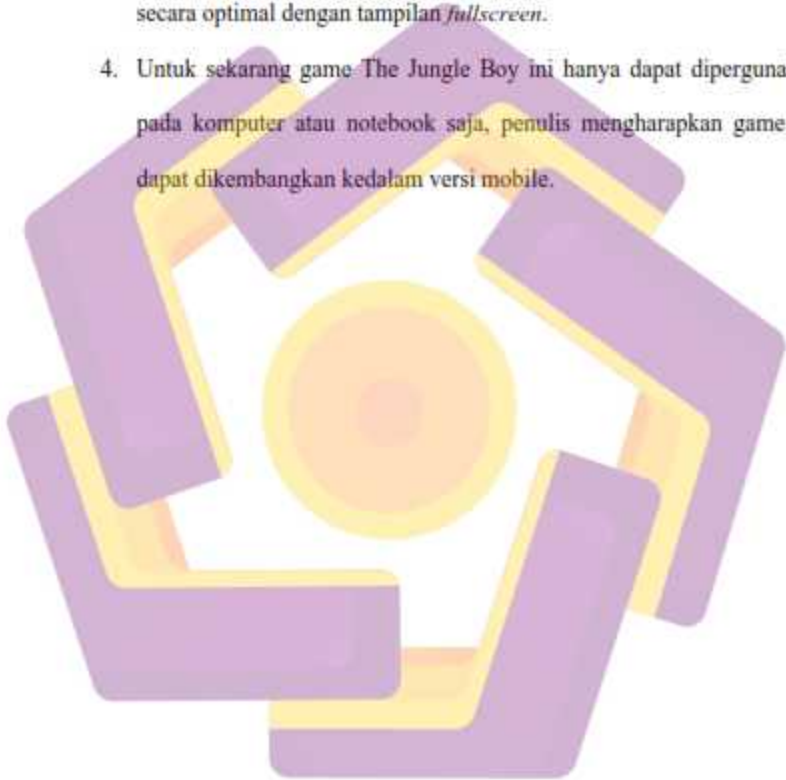 secara optimal dengan tampilan fullscreen.
4. Untuk sekarang game The Jungle Boy ini hanya dapat diperguna
pada komputer atau notebook saja, penulis mengharapkan game
dapat dikembangkan kedalam versi mobile.